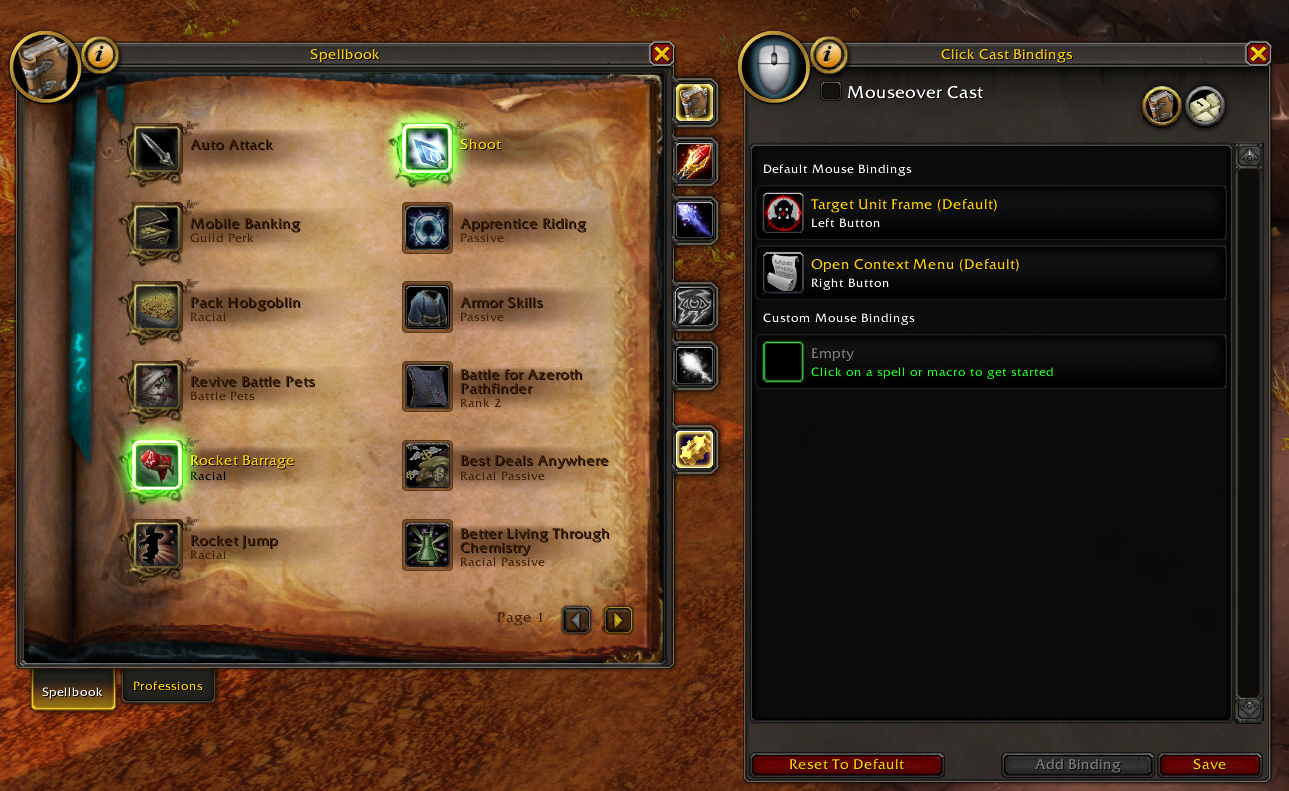 Spellbook
Auto Attack
Shoot
Mobile Banking
Guild Perk
Apprentice Riding
Passive
Pack Hobgoblin
Racial
Armor Skills
Passive
Revive Battle Pets
Battle Pets
Battle for Azeroth
Pathfinder
Rank 2
Rocket Barrage
Racial
Best Deals Anywhere
Racial Passive
Rocket Jump
Racial
Better Living Through
Chemistry
Racial Passive
Page 1
Spellbook
Professions
Click Cast Bindings
Mouseover Cast
Default Mouse Bindings
Target Unit Frame (Default)
Left Button
Open Context Menu (Default)
Right Button
Custom Mouse Bindings
Empty
Click on a spell or macro to get started
Reset To Default
Add Binding
Save